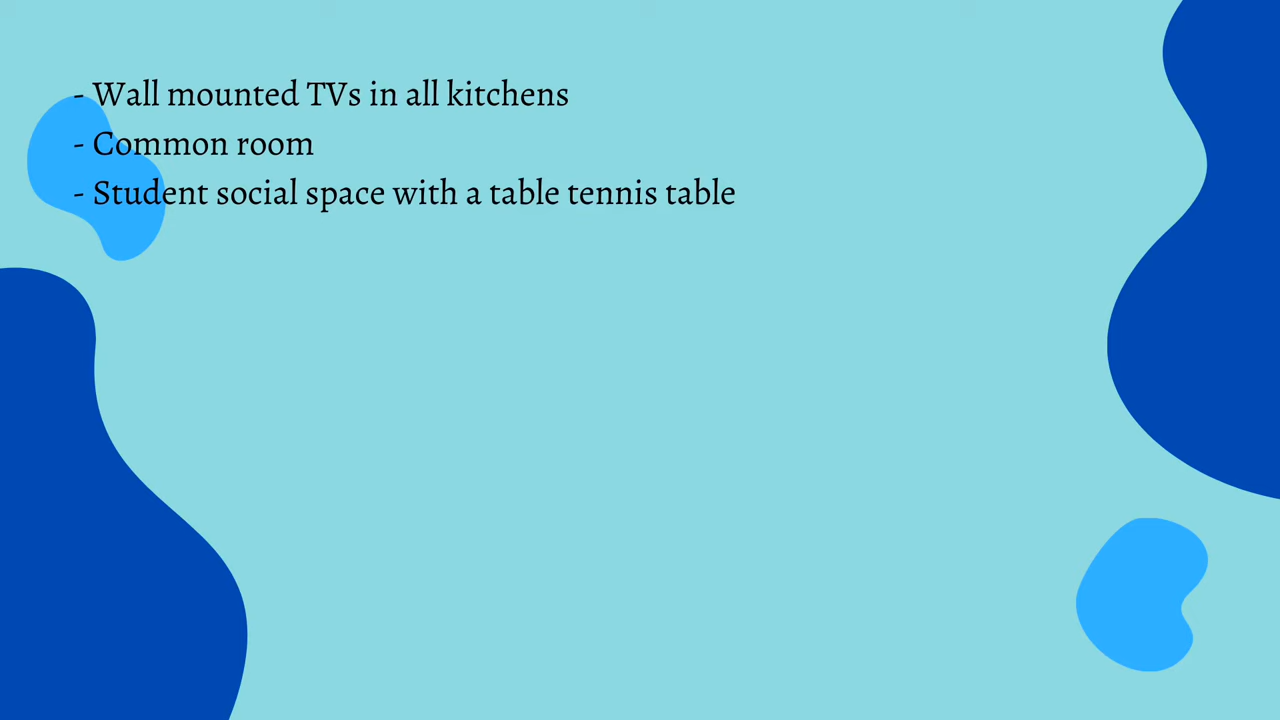 - Wall mounted TVs in all kitchens
- Common room
- Student social space with a table tennis table